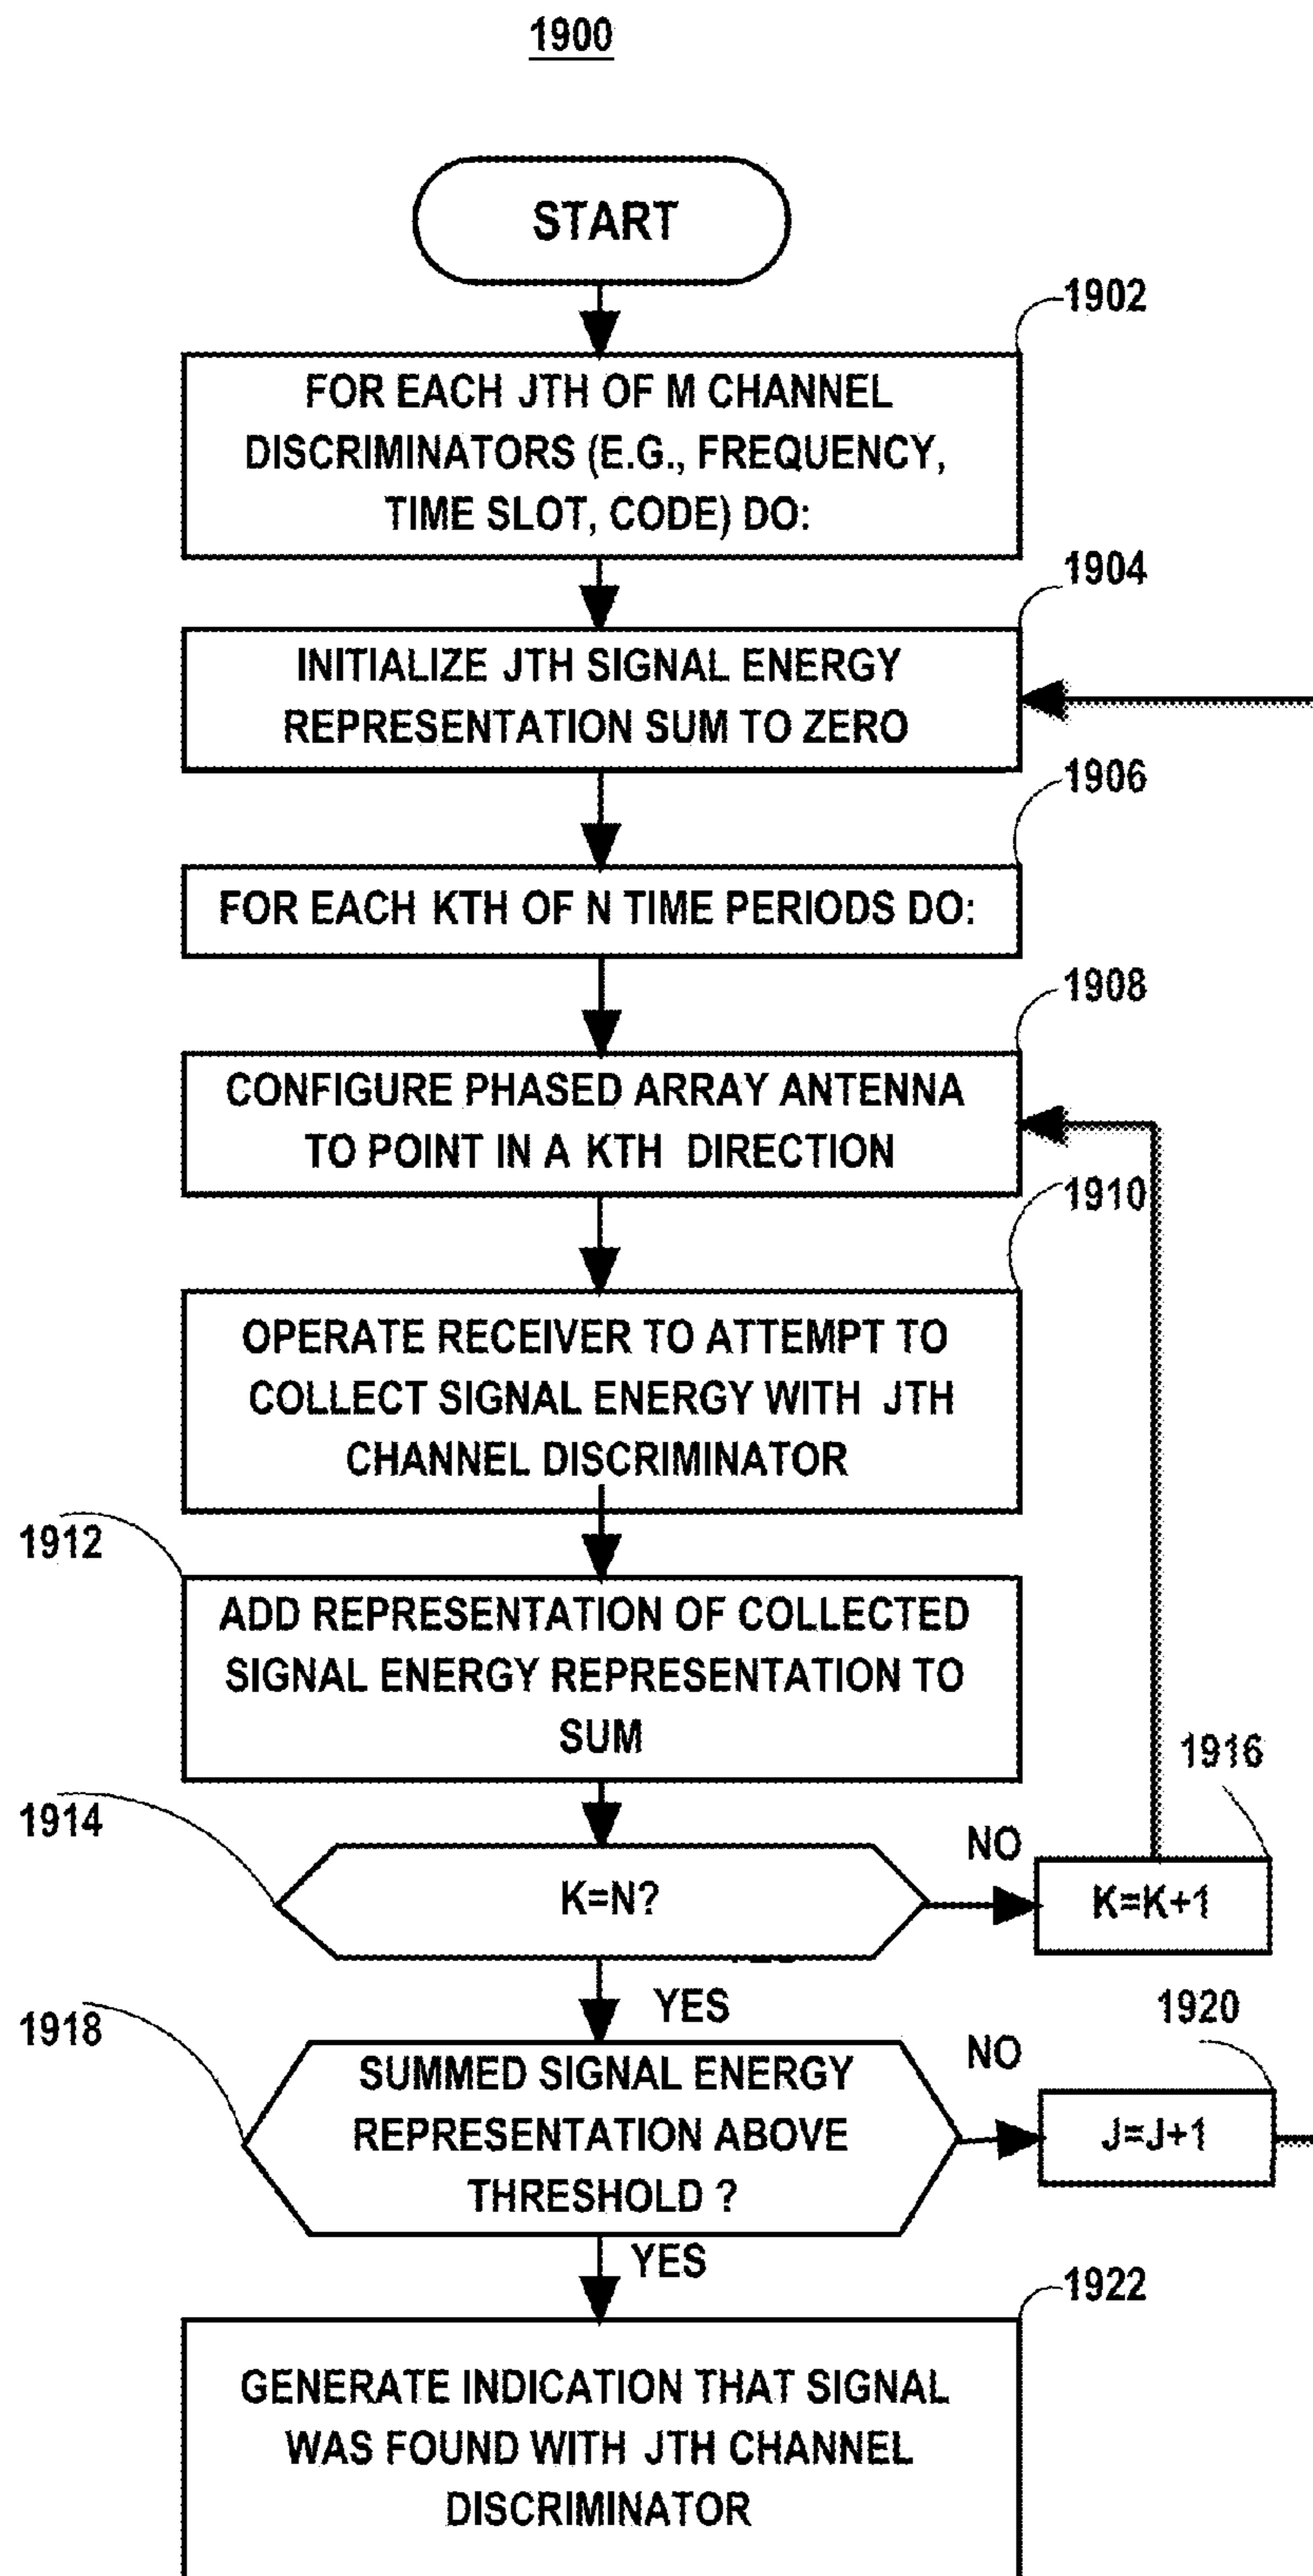 1900
START
1902
FOR EACH JTH OF M CHANNEL
DISCRIMINATORS (E.G., FREQUENCY,
TIME SLOT, CODE) DO:
1904
INITIALIZE JTH SIGNAL ENERGY
REPRESENTATION SUM TO ZERO
1906
FOR EACH KTH OF N TIME PERIODS DO:
1908
CONFIGURE PHASED ARRAY ANTENNA
TO POINT IN A KTH DIRECTION
1910
OPERATE RECEIVER TO ATTEMPT TO
COLLECT SIGNAL ENERGY WITH JTH
CHANNEL DISCRIMINATOR
1912
ADD REPRESENTATION OF COLLECTED
SIGNAL ENERGY REPRESENTATION TO
SUM
1914
K=N?
NO
1916
K=K+1
YES
1918
SUMMED SIGNAL ENERGY
REPRESENTATION ABOVE
THRESHOLD ?
NO
1920
J=J+1
YES
1922
GENERATE INDICATION THAT SIGNAL
WAS FOUND WITH JTH CHANNEL
DISCRIMINATOR